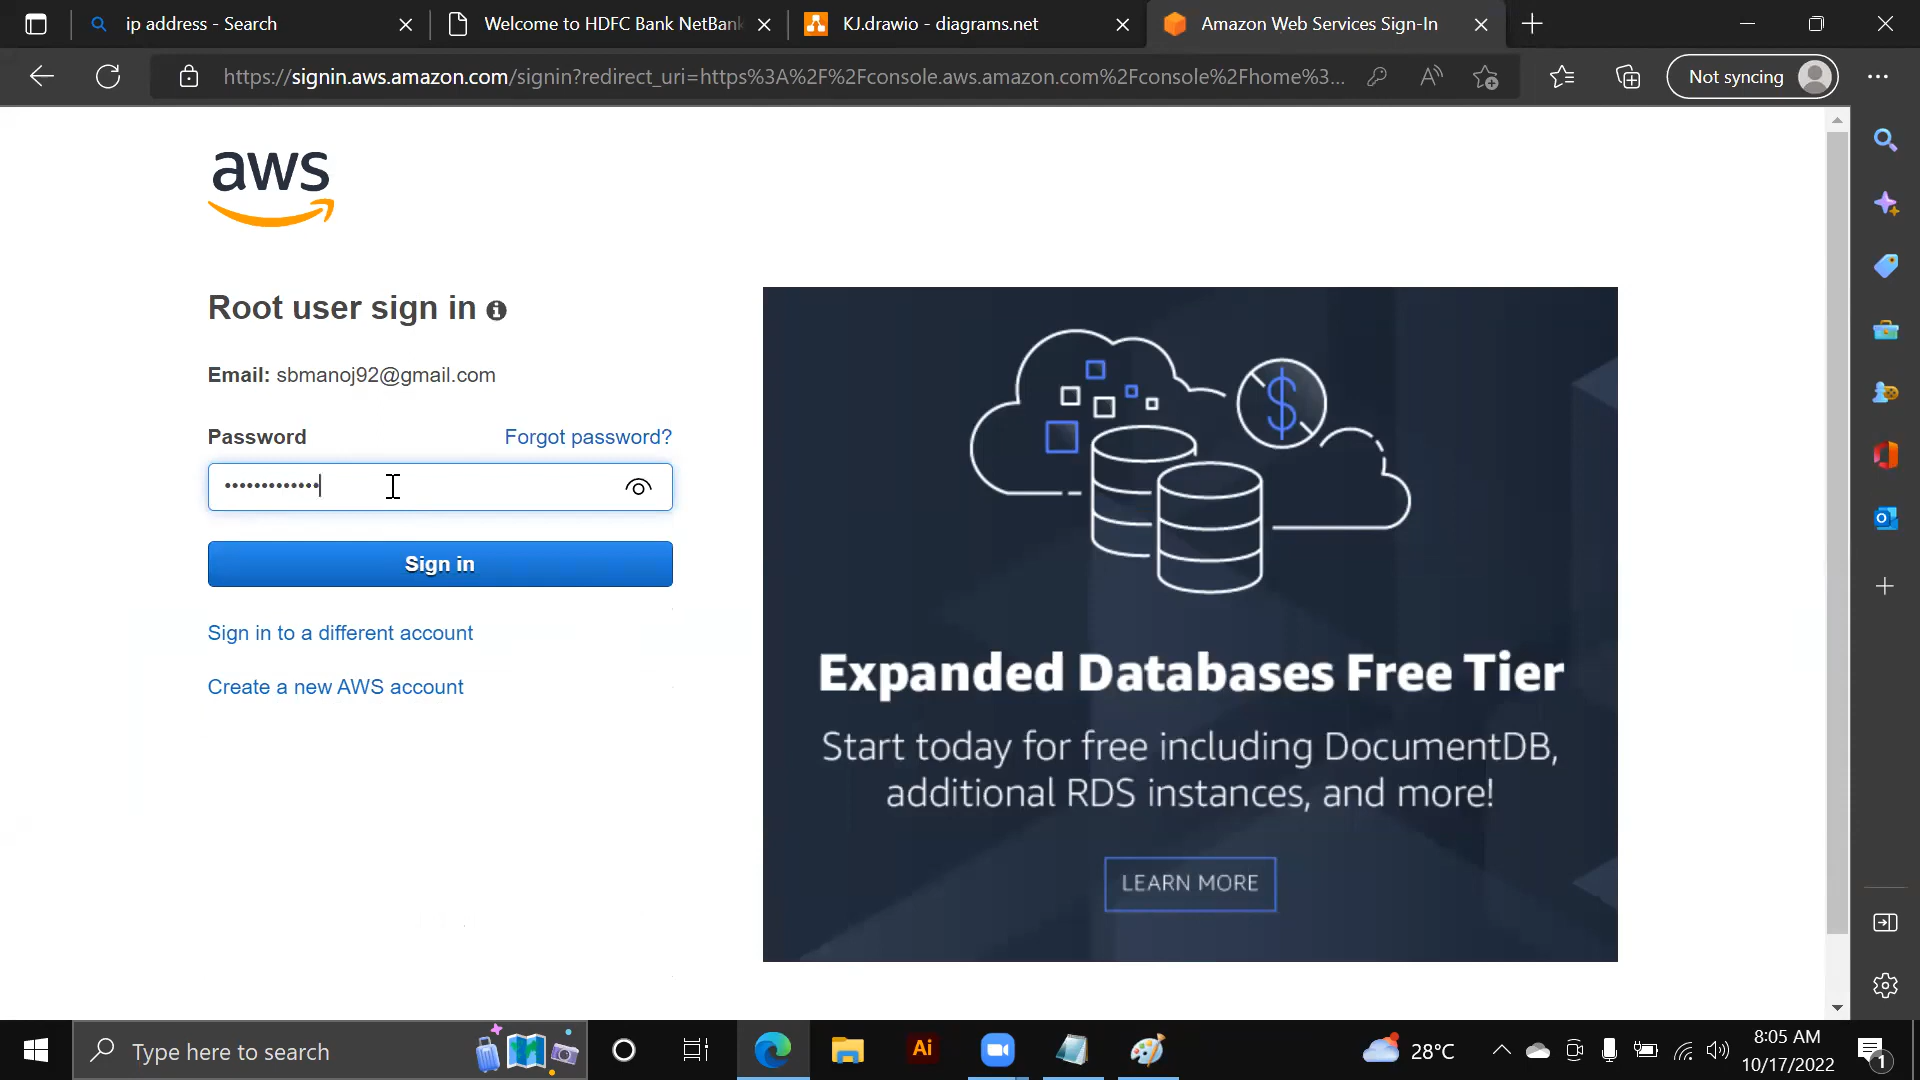 ip address - Search
Welcome to HDFC Bank NetBank
KJ.drawio - diagrams.net
Amazon Web Services Sign-In
https://signin.aws.amazon.com/signin?redirect_uri=https%3A%2F%2Fconsole.aws.amazon.com%2Fconsole%2Fhome%3...
Not syncing
aws
Root user sign in
Email: sbmanoj92@gmail.com
Password
Forgot password?
Sign in
Sign in to a different account
Create a new AWS account
Expanded Databases Free Tier
Start today for free including DocumentDB,
additional RDS instances, and more!
LEARN MORE
Type here to search
Ai
28°C
8:05 AM
10/17/2022
1